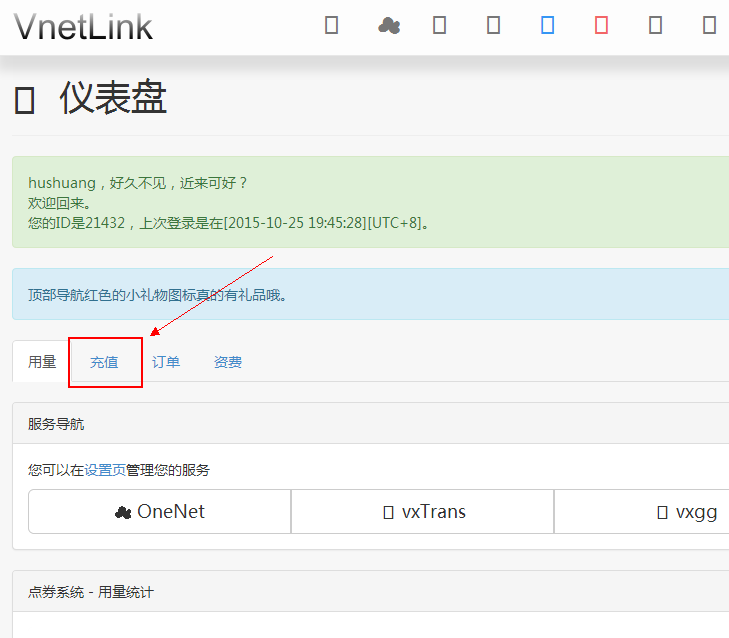 VnetLink
仪表盘
hushuang，好久不见，近来可好？
欢迎回来。
您的ID是21432，上次登录是在[2015-10-25 19:45:28][UTC+8]。
顶部导航红色的小礼物图标真的有礼品哦。
用量 充值 订单 资费
服务导航
您可以在设置页管理您的服务
OneNet vxTrans vxgg
点券系统 - 用量统计